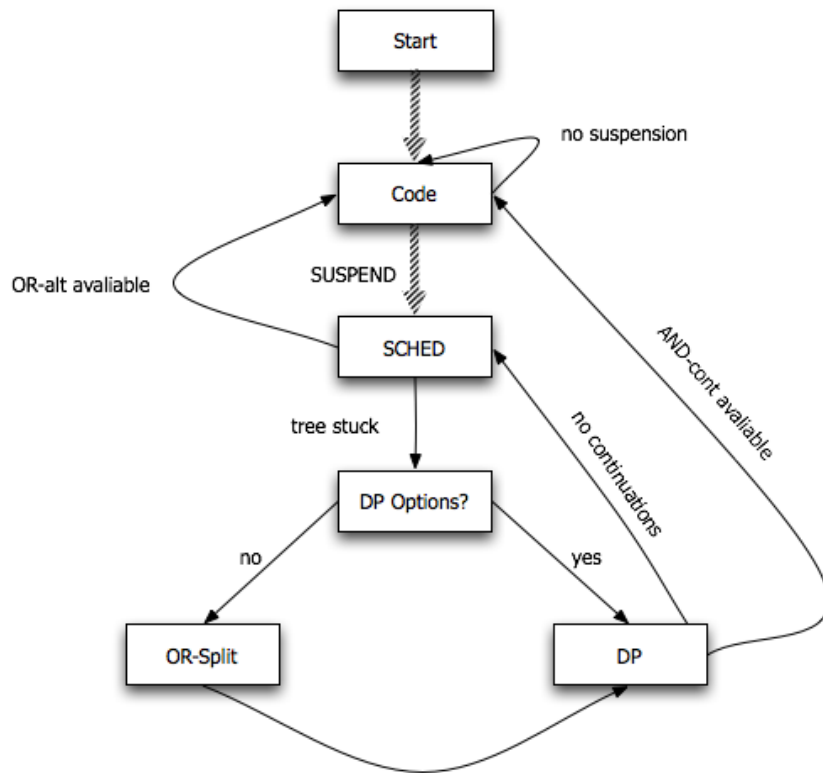 Start
no suspension
Code
OR-alt avaliable
SUSPEND
SCHED
AND-cont avaliable
no continuations
tree stuck
DP Options?
no
yes
OR-Split
DP